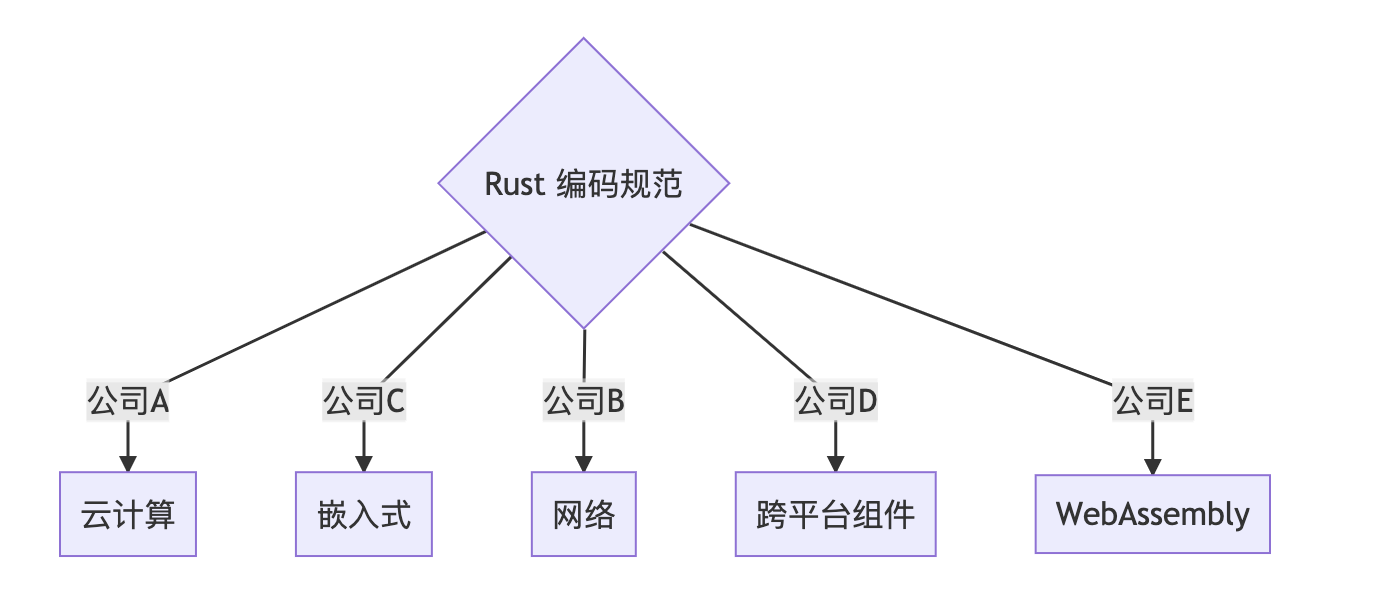 Rust 编码规范
公司A
公司C
公司B
公司D
公司E
云计算
嵌入式
网络
跨平台组件
WebAssembly